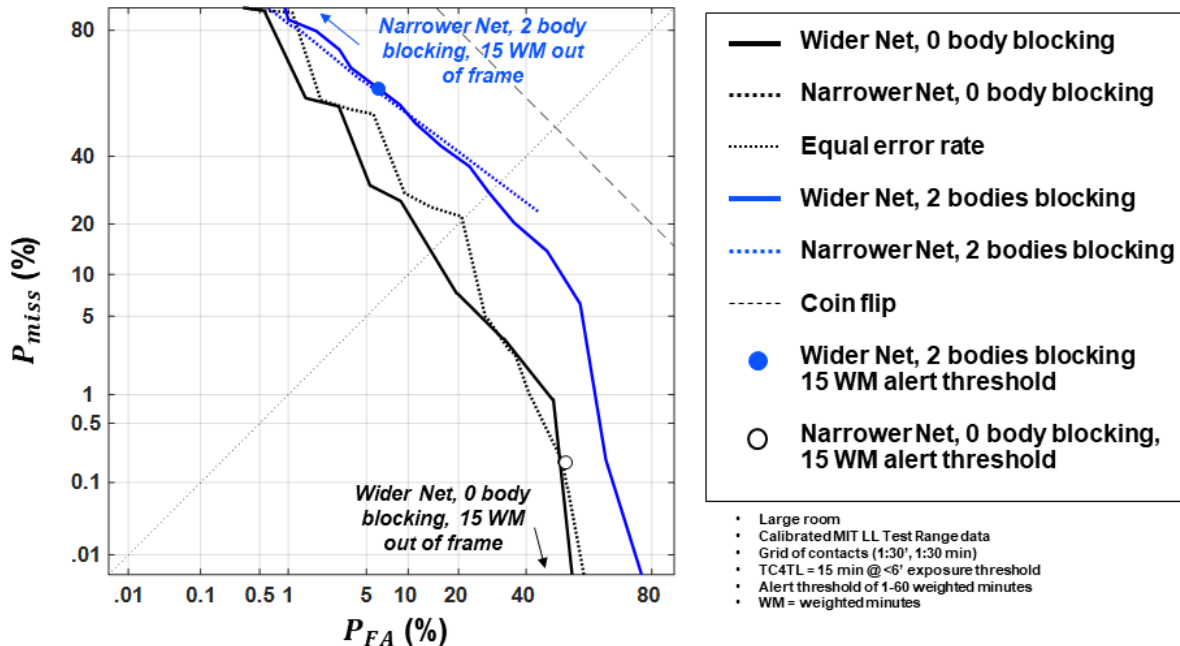 80
40
20
10
5
1
0.5
0.1
.01
P_miss (%)
.01
0.1
0.5
1
5
10
20
40
80
P_FA (%)
Narrower Net, 2 body
blocking, 15 WM out
of frame
Wider Net, 0 body
blocking, 15 WM
out of frame
Wider Net, 0 body blocking
Narrower Net, 0 body blocking
Equal error rate
Wider Net, 2 bodies blocking
Narrower Net, 2 bodies blocking
Coin flip
Wider Net, 2 bodies blocking
15 WM alert threshold
Narrower Net, 0 body blocking,
15 WM alert threshold
• Large room
• Calibrated MIT LL Test Range data
• Grid of contacts (1:30', 1:30 min)
• TC4TL = 15 min @ <6' exposure threshold
• Alert threshold of 1-60 weighted minutes
• WM = weighted minutes